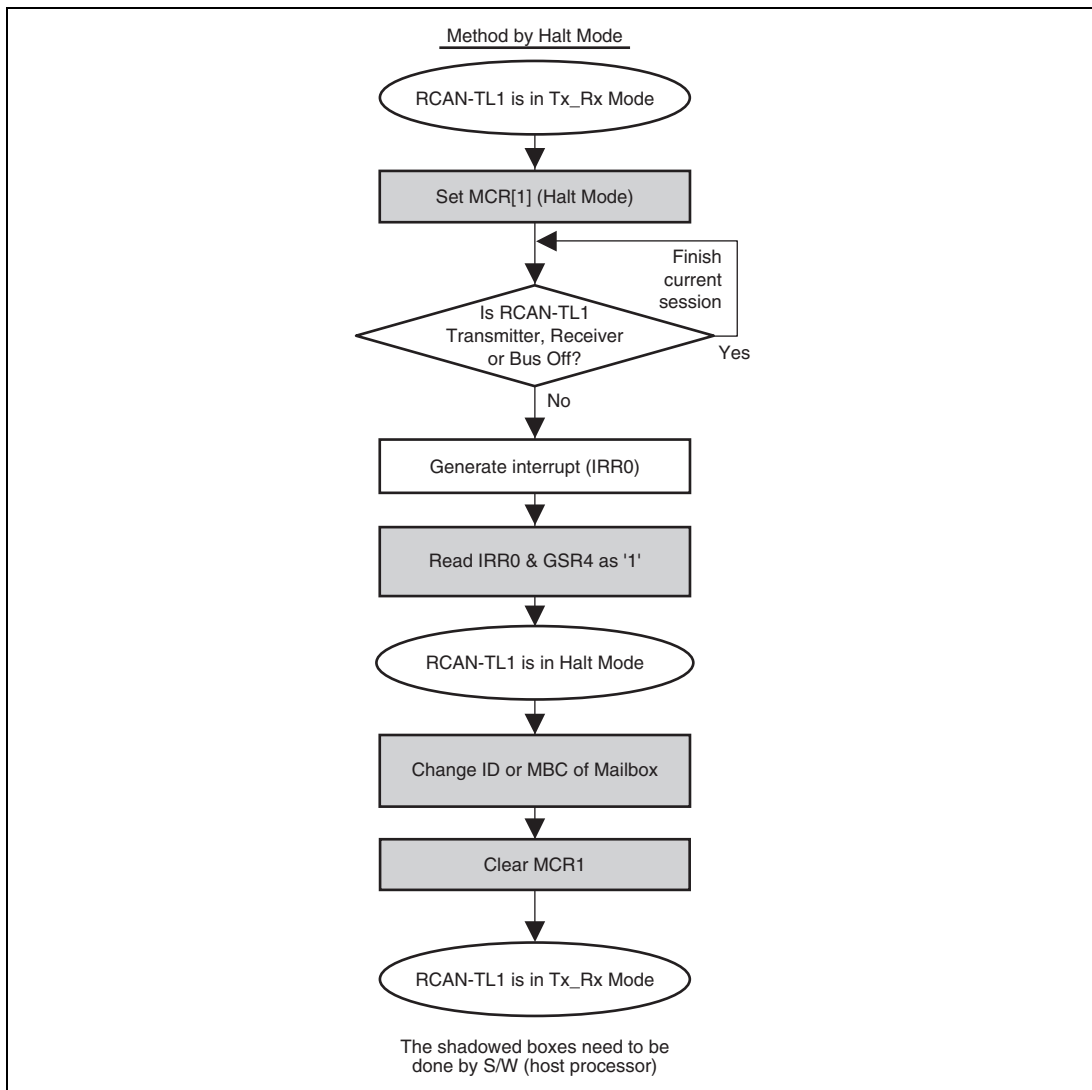 Method by Halt Mode
RCAN-TL1 is in Tx_Rx Mode
Set MCR[1] (Halt Mode)
Finish
current
session
Is RCAN-TL1
Transmitter, Receiver
or Bus Off?
Yes
No
Generate interrupt (IRR0)
Read IRR0 & GSR4 as '1'
RCAN-TL1 is in Halt Mode
Change ID or MBC of Mailbox
Clear MCR1
RCAN-TL1 is in Tx_Rx Mode
The shadowed boxes need to be
done by S/W (host processor)